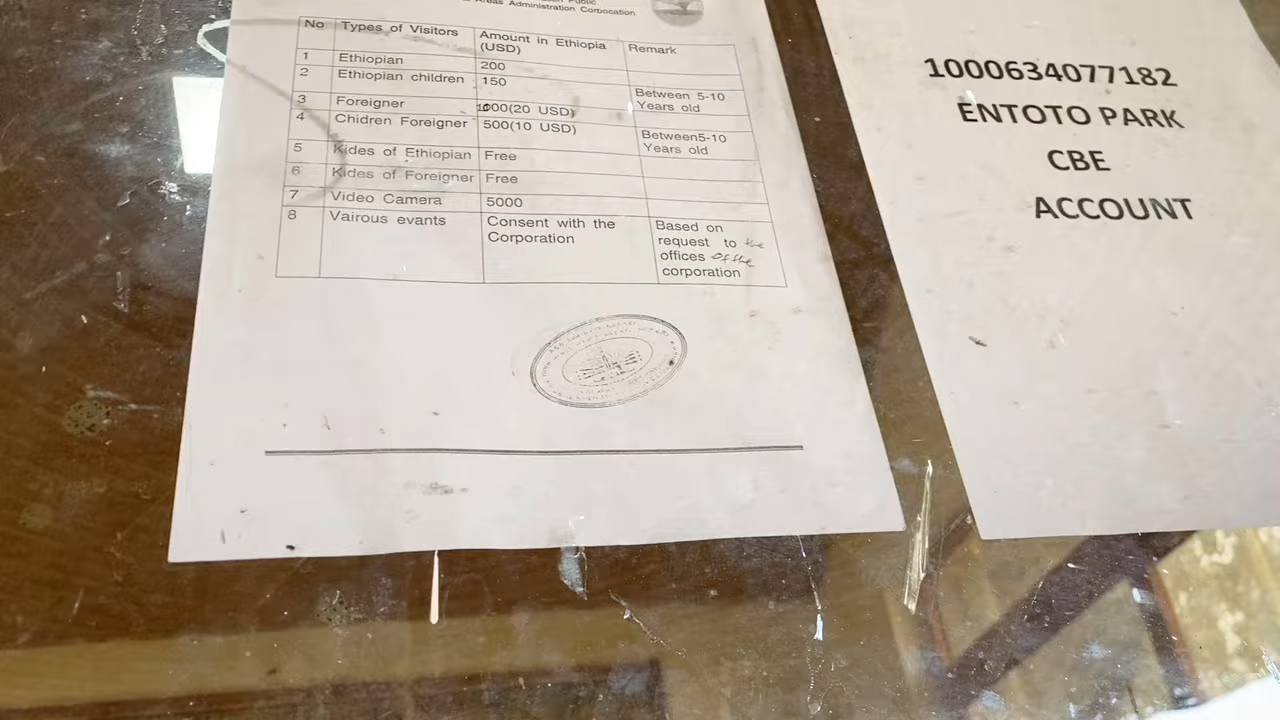 Areas Administration Corbocation
No Types of Visitors Amount in Ethiopia (USD) Remark
1 Ethiopian 200
2 Ethiopian children 150 Between 5-10 Years old
3 Foreigner 1000(20 USD)
4 Chidren Foreigner 500(10 USD) Between5-10 Years old
5 Kides of Ethiopian Free
6 Kides of Foreigner Free
7 Video Camera 5000
8 Vairous evants Consent with the Corporation Based on request to the offices of the corporation
1000634077182
ENTOTO PARK
CBE
ACCOUNT